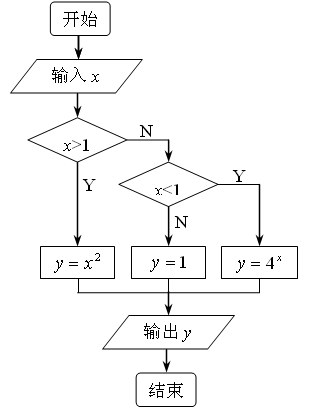 开始
输入 x
x>1
N
Y
x<1
Y
N
y = x²
y = 1
y = 4ˣ
输出 y
结束